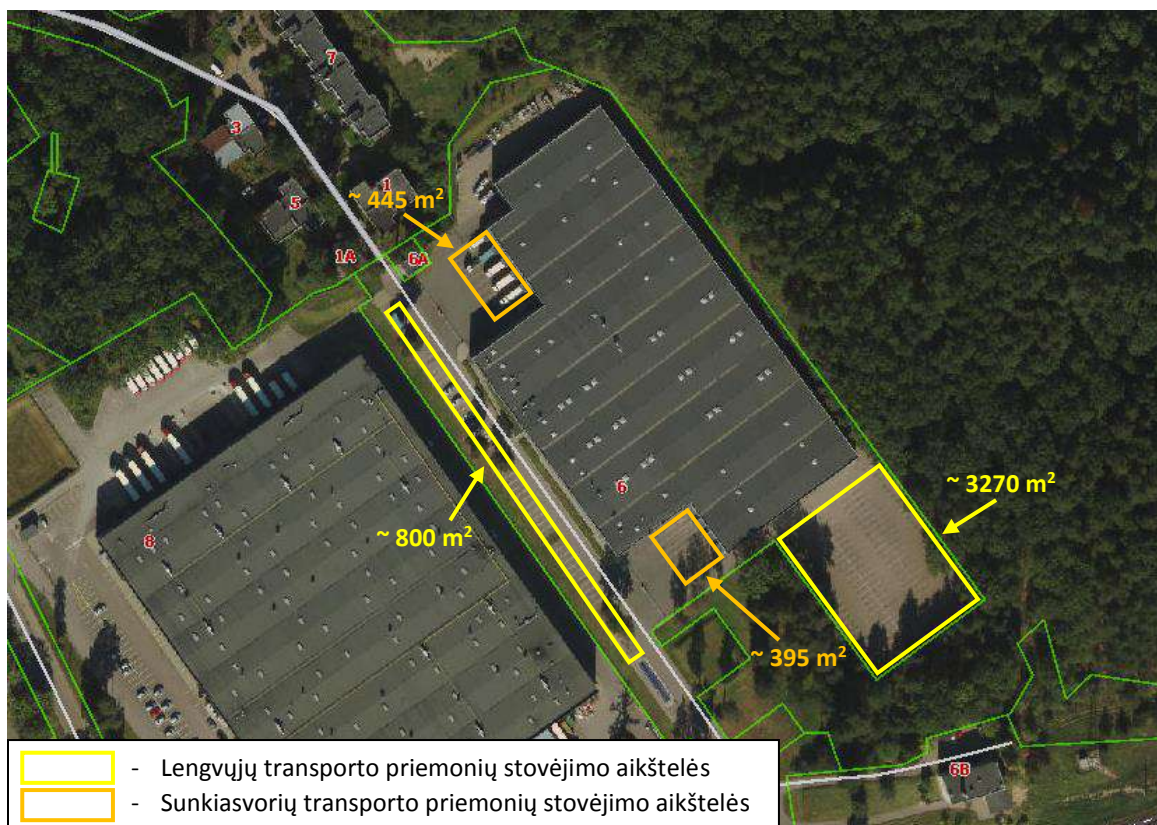 7
3
1
~ 445 m²
5
1A
6A
~ 3270 m²
6
~ 800 m²
8
~ 395 m²
6B
- Lengvųjų transporto priemonių stovėjimo aikštelės
- Sunkiasvorių transporto priemonių stovėjimo aikštelės